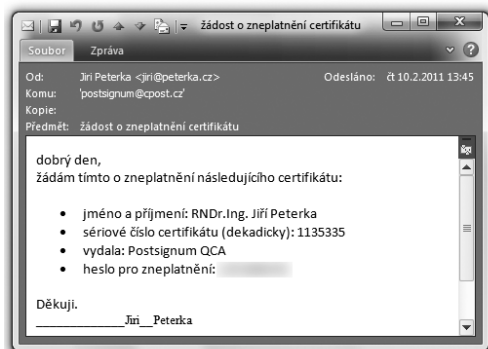 žádost o zneplatnění certifikátu
Soubor Zpráva
Od: Jiri Peterka <jiri@peterka.cz> Odesláno: čt 10.2.2011 13:45
Komu: 'postsignum@cpost.cz'
Kopie:
Předmět: žádost o zneplatnění certifikátu
dobrý den,
žádám tímto o zneplatnění následujícího certifikátu:
• jméno a příjmení: RNDr.Ing. Jiří Peterka
• sériové číslo certifikátu (dekadicky): 1135335
• vydala: Postsignum QCA
• heslo pro zneplatnění:
Děkuji.
_____________Jiri__Peterka